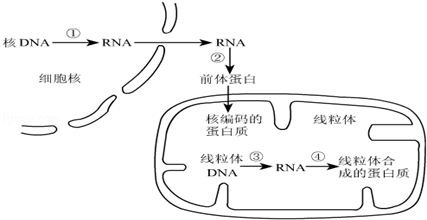 核DNA ① RNA RNA
②
细胞核 前体蛋白
核编码的
蛋白质 线粒体
线粒体 ③ RNA ④ 线粒体合
DNA 成的蛋白质